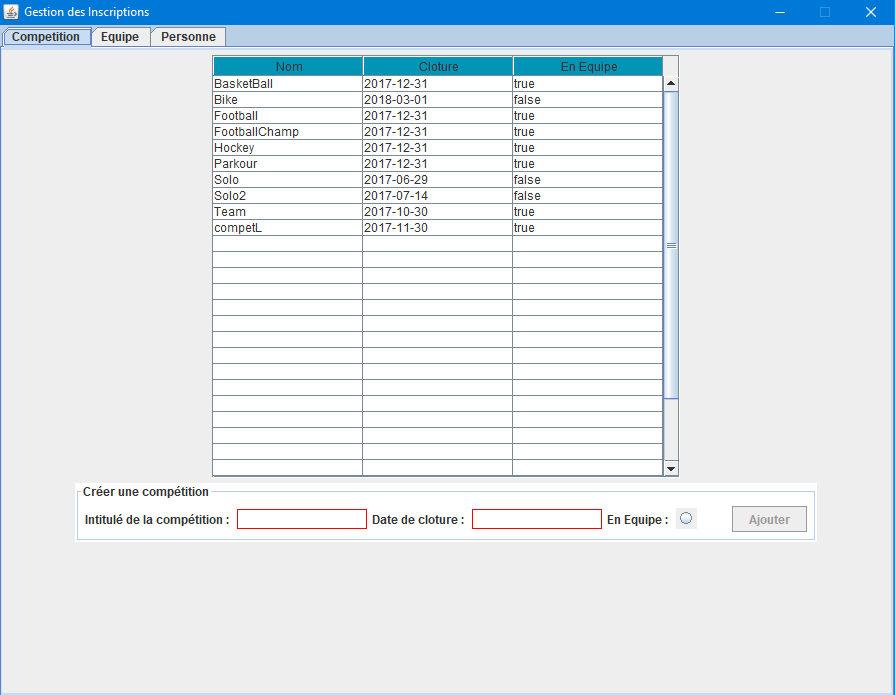 Gestion des Inscriptions
Competition Equipe Personne
Nom Cloture En Equipe
BasketBall 2017-12-31 true
Bike 2018-03-01 false
Football 2017-12-31 true
FootballChamp 2017-12-31 true
Hockey 2017-12-31 true
Parkour 2017-12-31 true
Solo 2017-06-29 false
Solo2 2017-07-14 false
Team 2017-10-30 true
competL 2017-11-30 true
Créer une compétition
Intitulé de la compétition : Date de cloture : En Equipe : Ajouter